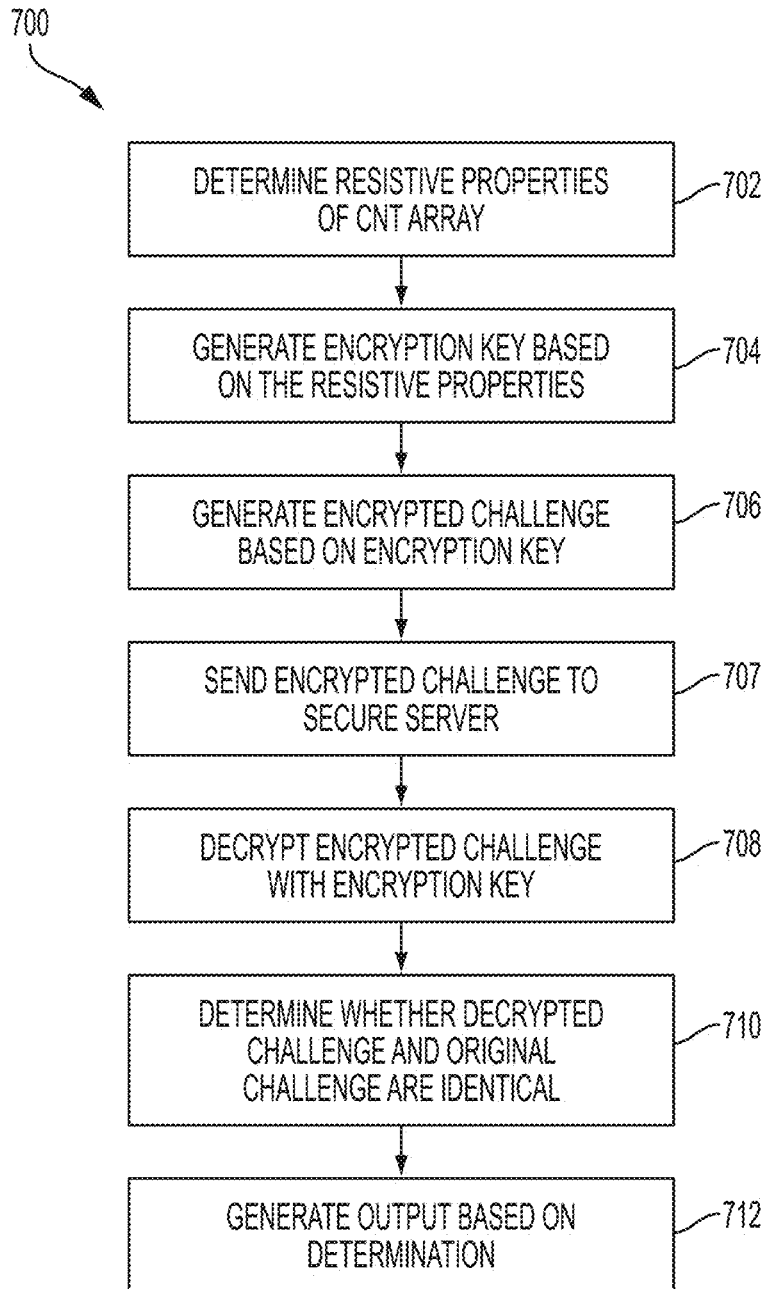 700
DETERMINE RESISTIVE PROPERTIES
OF CNT ARRAY
702
GENERATE ENCRYPTION KEY BASED
ON THE RESISTIVE PROPERTIES
704
GENERATE ENCRYPTED CHALLENGE
BASED ON ENCRYPTION KEY
706
SEND ENCRYPTED CHALLENGE TO
SECURE SERVER
707
DECRYPT ENCRYPTED CHALLENGE
WITH ENCRYPTION KEY
708
DETERMINE WHETHER DECRYPTED
CHALLENGE AND ORIGINAL
CHALLENGE ARE IDENTICAL
710
GENERATE OUTPUT BASED ON
DETERMINATION
712